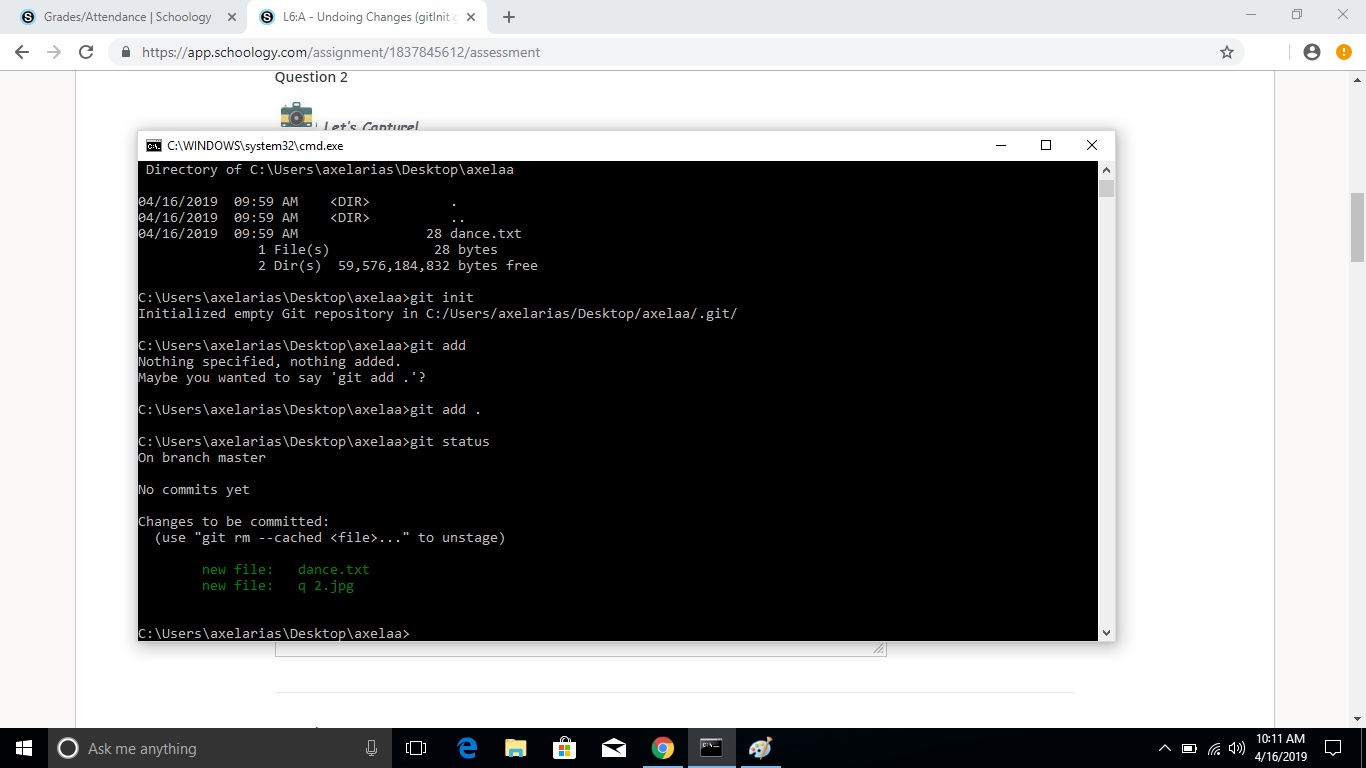 Grades/Attendance | Schoology
L6:A - Undoing Changes (gitInit g
https://app.schoology.com/assignment/1837845612/assessment
Question 2
Let's Capture!
C:\WINDOWS\system32\cmd.exe
Directory of C:\Users\axelarias\Desktop\axelaa
04/16/2019  09:59 AM    <DIR>          .
04/16/2019  09:59 AM    <DIR>          ..
04/16/2019  09:59 AM                28 dance.txt
1 File(s)             28 bytes
2 Dir(s)  59,576,184,832 bytes free
C:\Users\axelarias\Desktop\axelaa>git init
Initialized empty Git repository in C:/Users/axelarias/Desktop/axelaa/.git/
C:\Users\axelarias\Desktop\axelaa>git add
Nothing specified, nothing added.
Maybe you wanted to say 'git add .'?
C:\Users\axelarias\Desktop\axelaa>git add .
C:\Users\axelarias\Desktop\axelaa>git status
On branch master
No commits yet
Changes to be committed:
(use "git rm --cached <file>..." to unstage)
new file:   dance.txt
new file:   q 2.jpg
C:\Users\axelarias\Desktop\axelaa>
Ask me anything
10:11 AM
4/16/2019